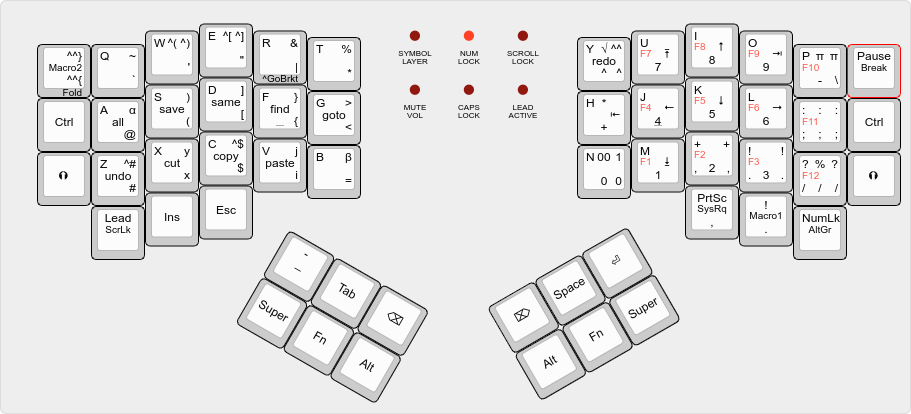 ^^}
Macro2
^^{
Fold
Q ~
`
W ^( ^)
'
E ^[ ^]
"
R &
|
^GoBrkt
T %
*
Ctrl
A α
all
@
S )
save
(
D ]
same
[
F }
find
_ {
G >
goto
<
Z ^#
undo
#
X y
cut
x
C ^$
copy
$
V j
paste
i
B β
=
Lead
ScrLk
Ins
Esc
-
_
Tab
⌫
Super
Fn
Alt
SYMBOL
LAYER
NUM
LOCK
SCROLL
LOCK
MUTE
VOL
CAPS
LOCK
LEAD
ACTIVE
Y √ ^^
redo
^ ^
U
F7 ⤒
7
I
F8 ↑
8
O
F9 ⇥
9
P π π
F10
- \
Pause
Break
H *
⇤
+
J
F4 ←
4
K
F5 ↓
5
L
F6 →
6
: : :
F11
; ; ;
Ctrl
N 00 1
0 0
M
F1 ⤓
1
+ +
F2
, 2 ,
! !
F3
. 3 .
? % ?
F12
/ / /
PrtSc
SysRq
,
!
Macro1
.
NumLk
AltGr
⌦
Space
⏎
Alt
Fn
Super